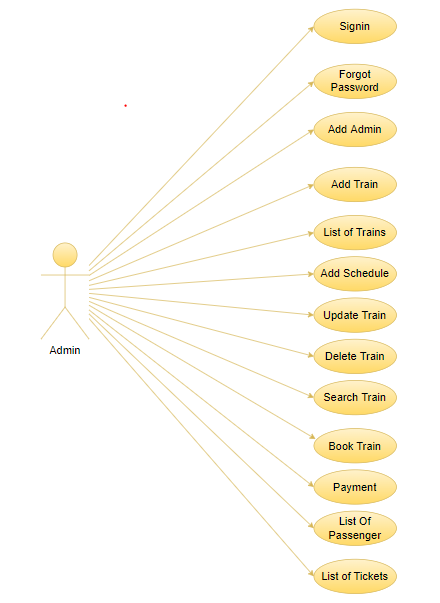 Signin
Forgot
Password
Add Admin
Add Train
List of Trains
Add Schedule
Update Train
Admin
Delete Train
Search Train
Book Train
Payment
List Of
Passenger
List of Tickets